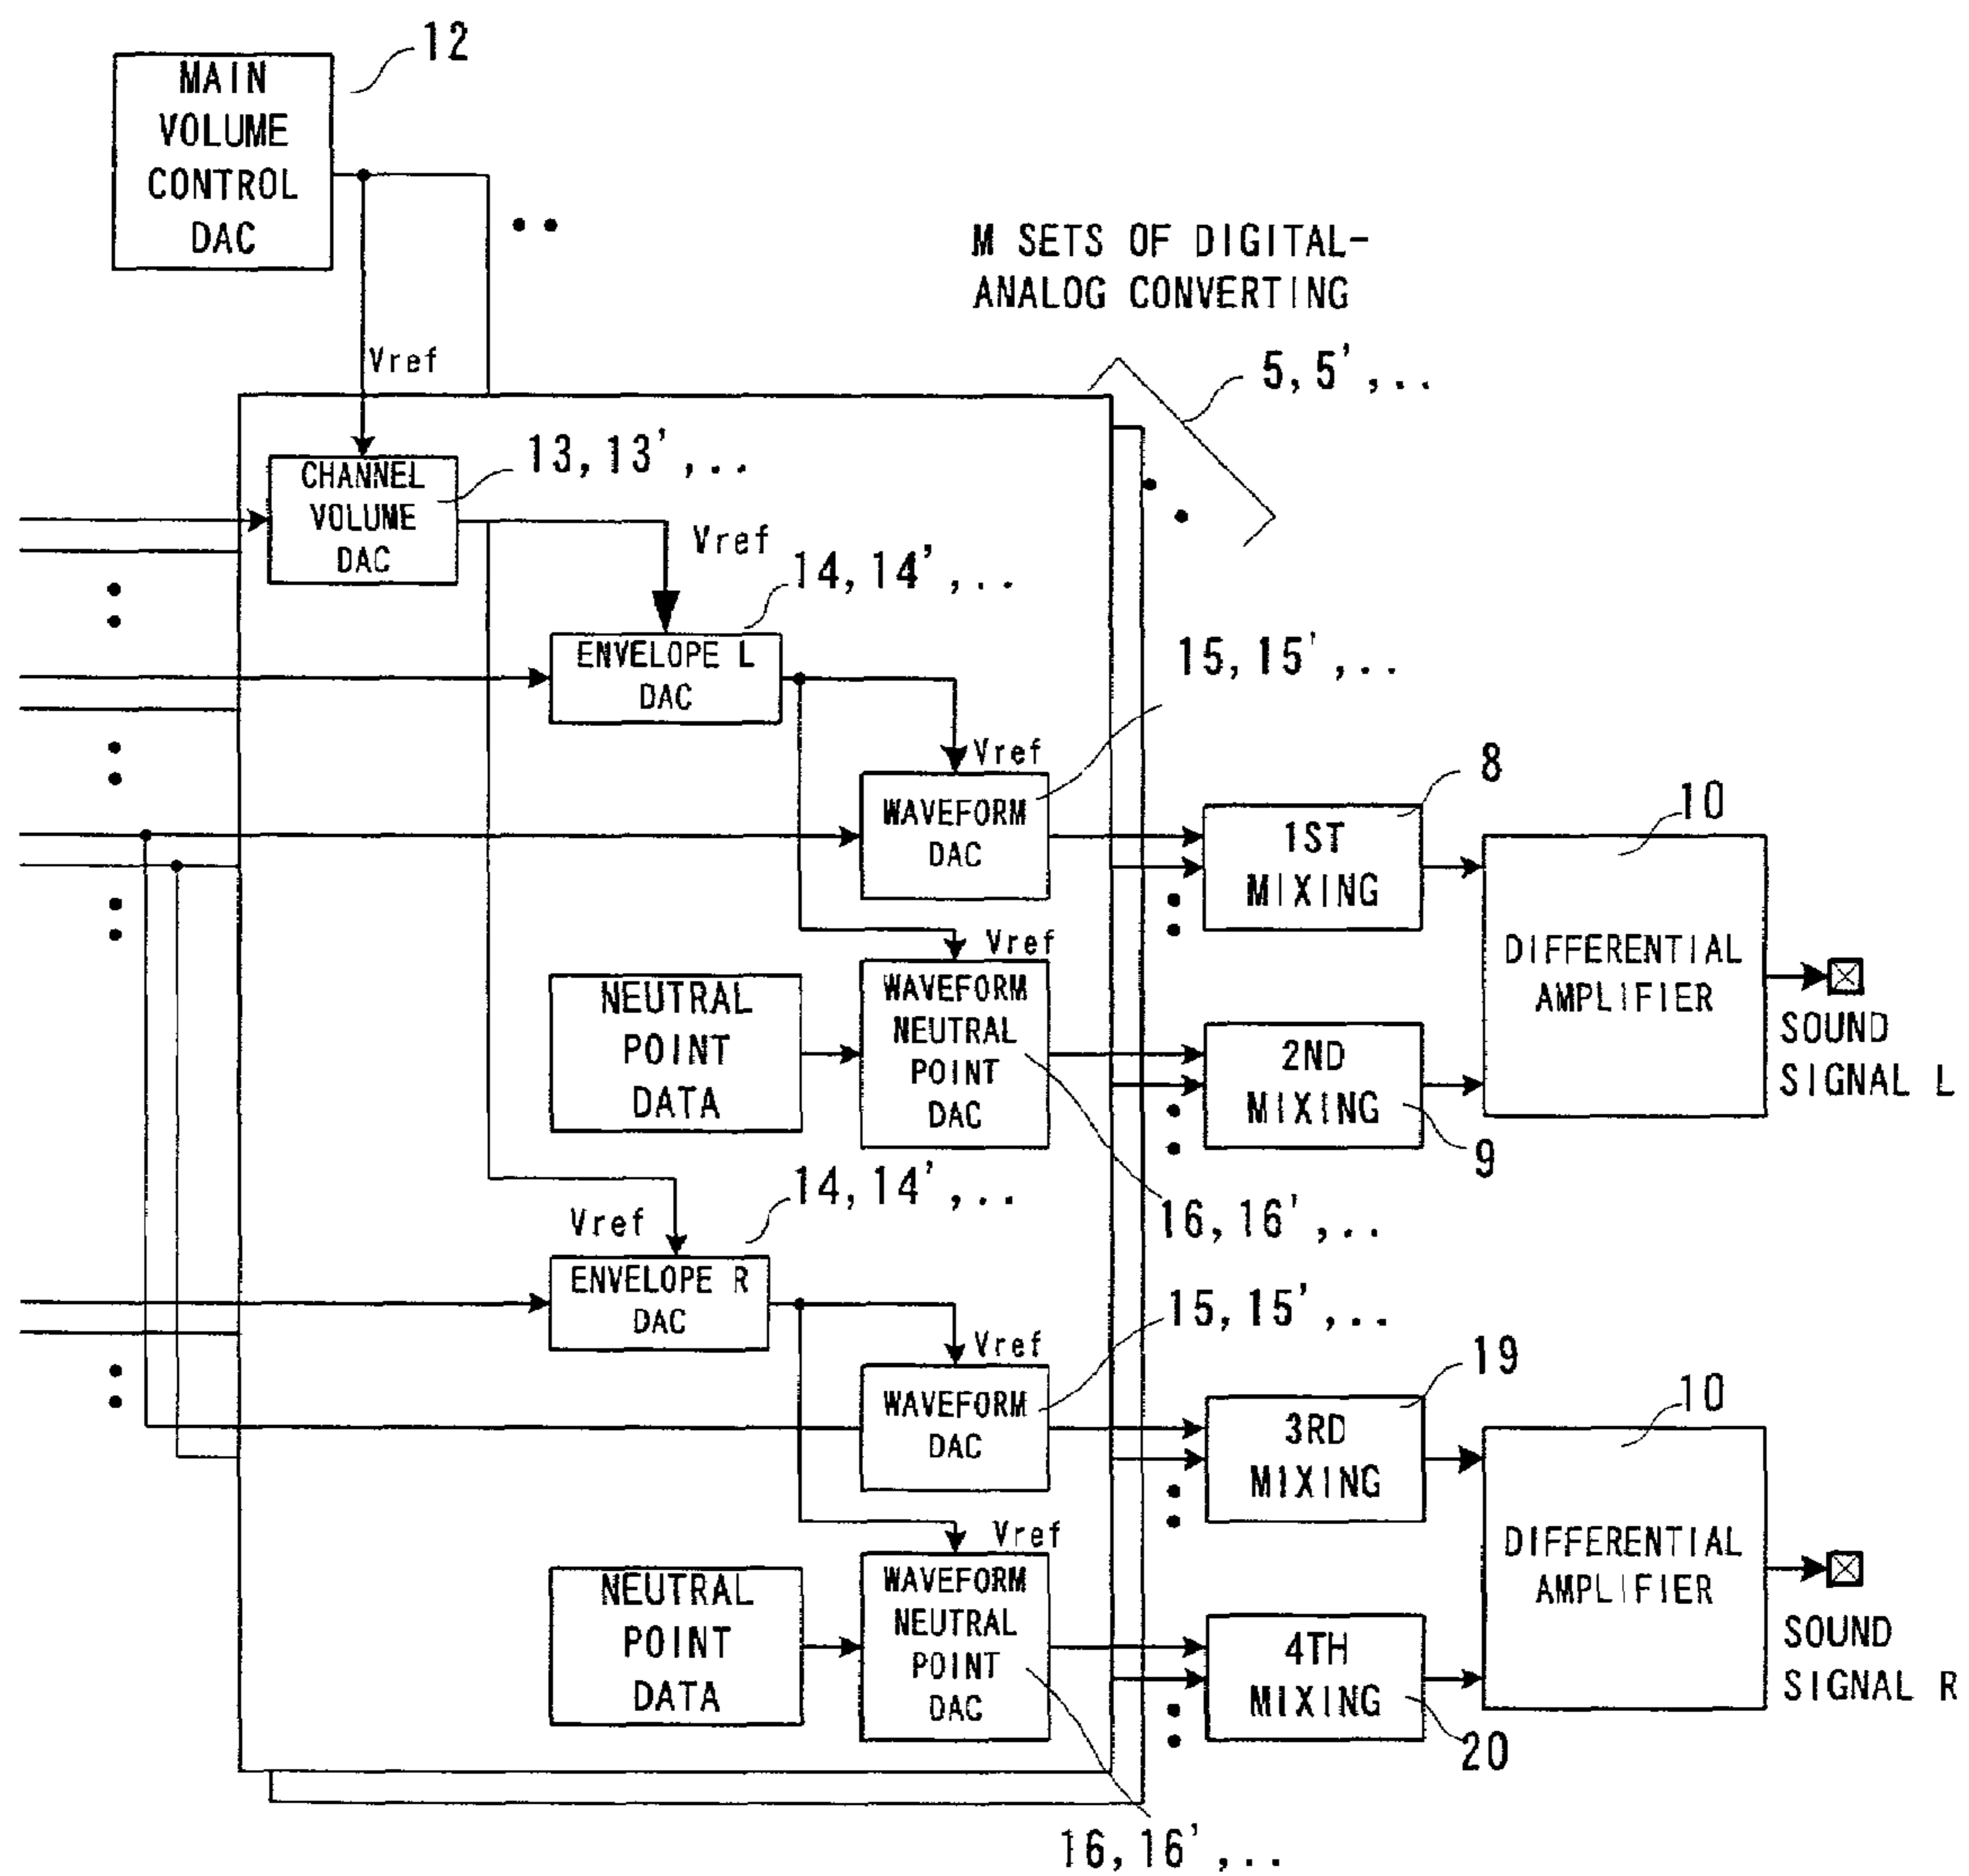 12
MAIN
VOLUME
CONTROL
DAC
M SETS OF DIGITAL-
ANALOG CONVERTING
Vref
5, 5', ..
13, 13', ..
CHANNEL
VOLUME
DAC
Vref
14, 14', ..
ENVELOPE L
DAC
15, 15', ..
Vref
WAVEFORM
DAC
8
1ST
MIXING
10
DIFFERENTIAL
AMPLIFIER
SOUND
SIGNAL L
Vref
NEUTRAL
POINT
DATA
WAVEFORM
NEUTRAL
POINT
DAC
2ND
MIXING
9
16, 16', ..
14, 14', ..
Vref
ENVELOPE R
DAC
15, 15', ..
Vref
WAVEFORM
DAC
19
3RD
MIXING
10
DIFFERENTIAL
AMPLIFIER
SOUND
SIGNAL R
Vref
NEUTRAL
POINT
DATA
WAVEFORM
NEUTRAL
POINT
DAC
4TH
MIXING
20
16, 16', ..